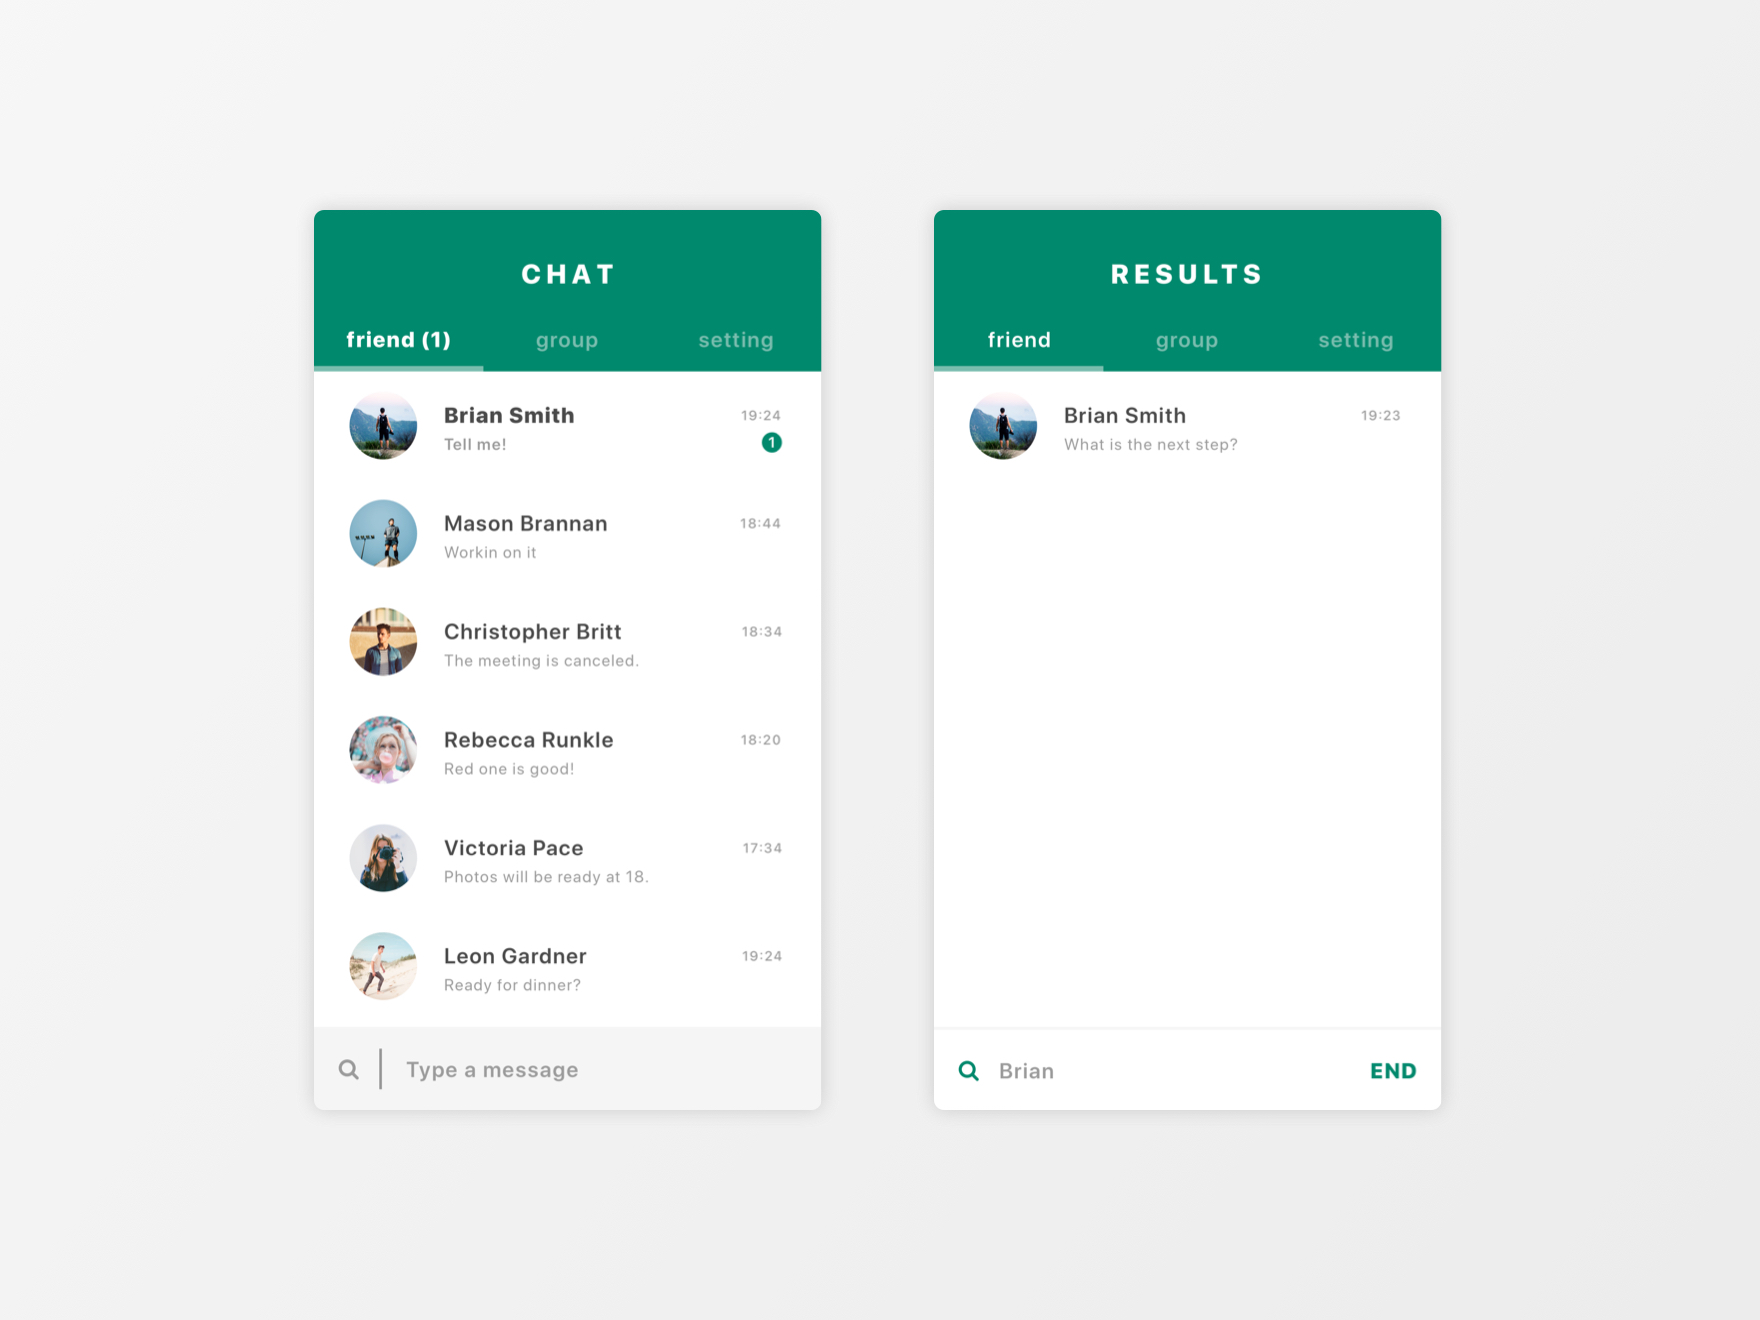 CHAT
friend (1) group setting
Brian Smith 19:24
Tell me! 1
Mason Brannan 18:44
Workin on it
Christopher Britt 18:34
The meeting is canceled.
Rebecca Runkle 18:20
Red one is good!
Victoria Pace 17:34
Photos will be ready at 18.
Leon Gardner 19:24
Ready for dinner?
Type a message
RESULTS
friend group setting
Brian Smith 19:23
What is the next step?
Brian END